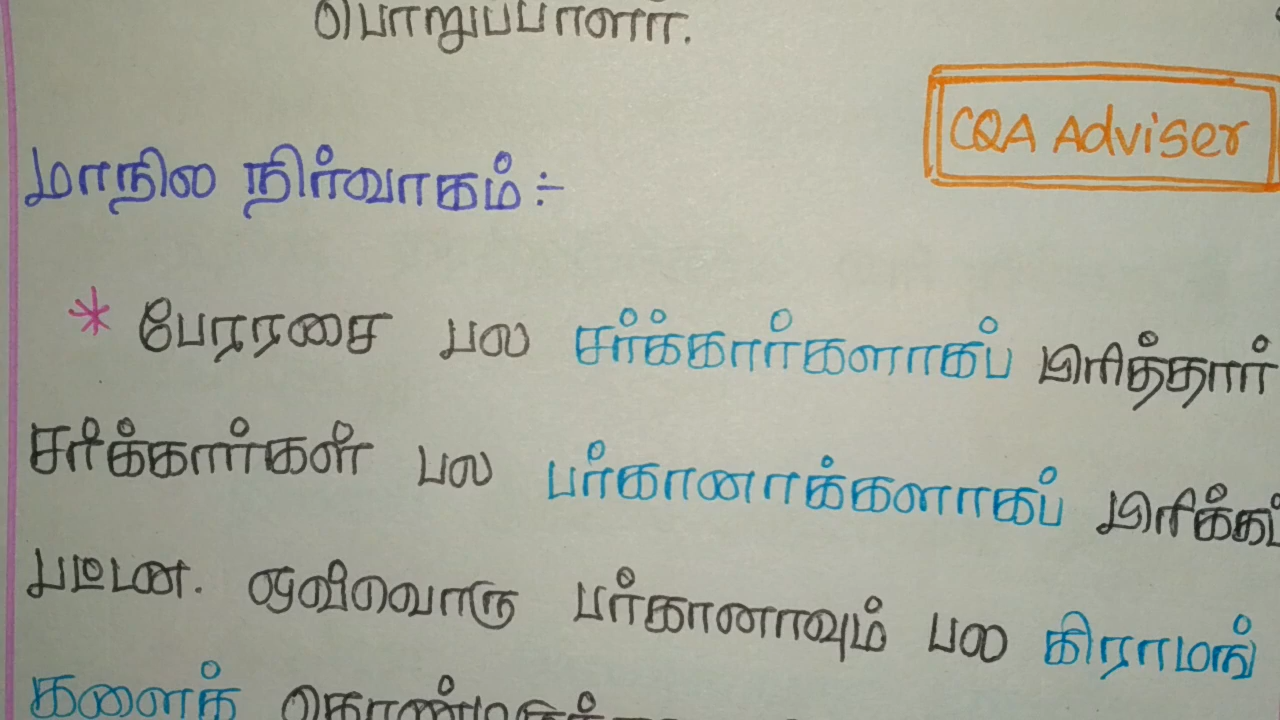 பொறுப்பாளர்.
CQA Adviser
மாநில நிர்வாகம் :-
* பேரரசை பல சர்க்கார்களாகப் பிரித்தார்
சர்க்கார்கள் பல பர்கானாக்களாகப் பிரிக்கப்
பட்டன. ஒவ்வொரு பர்கானாவும் பல கிராமங்
களைக்